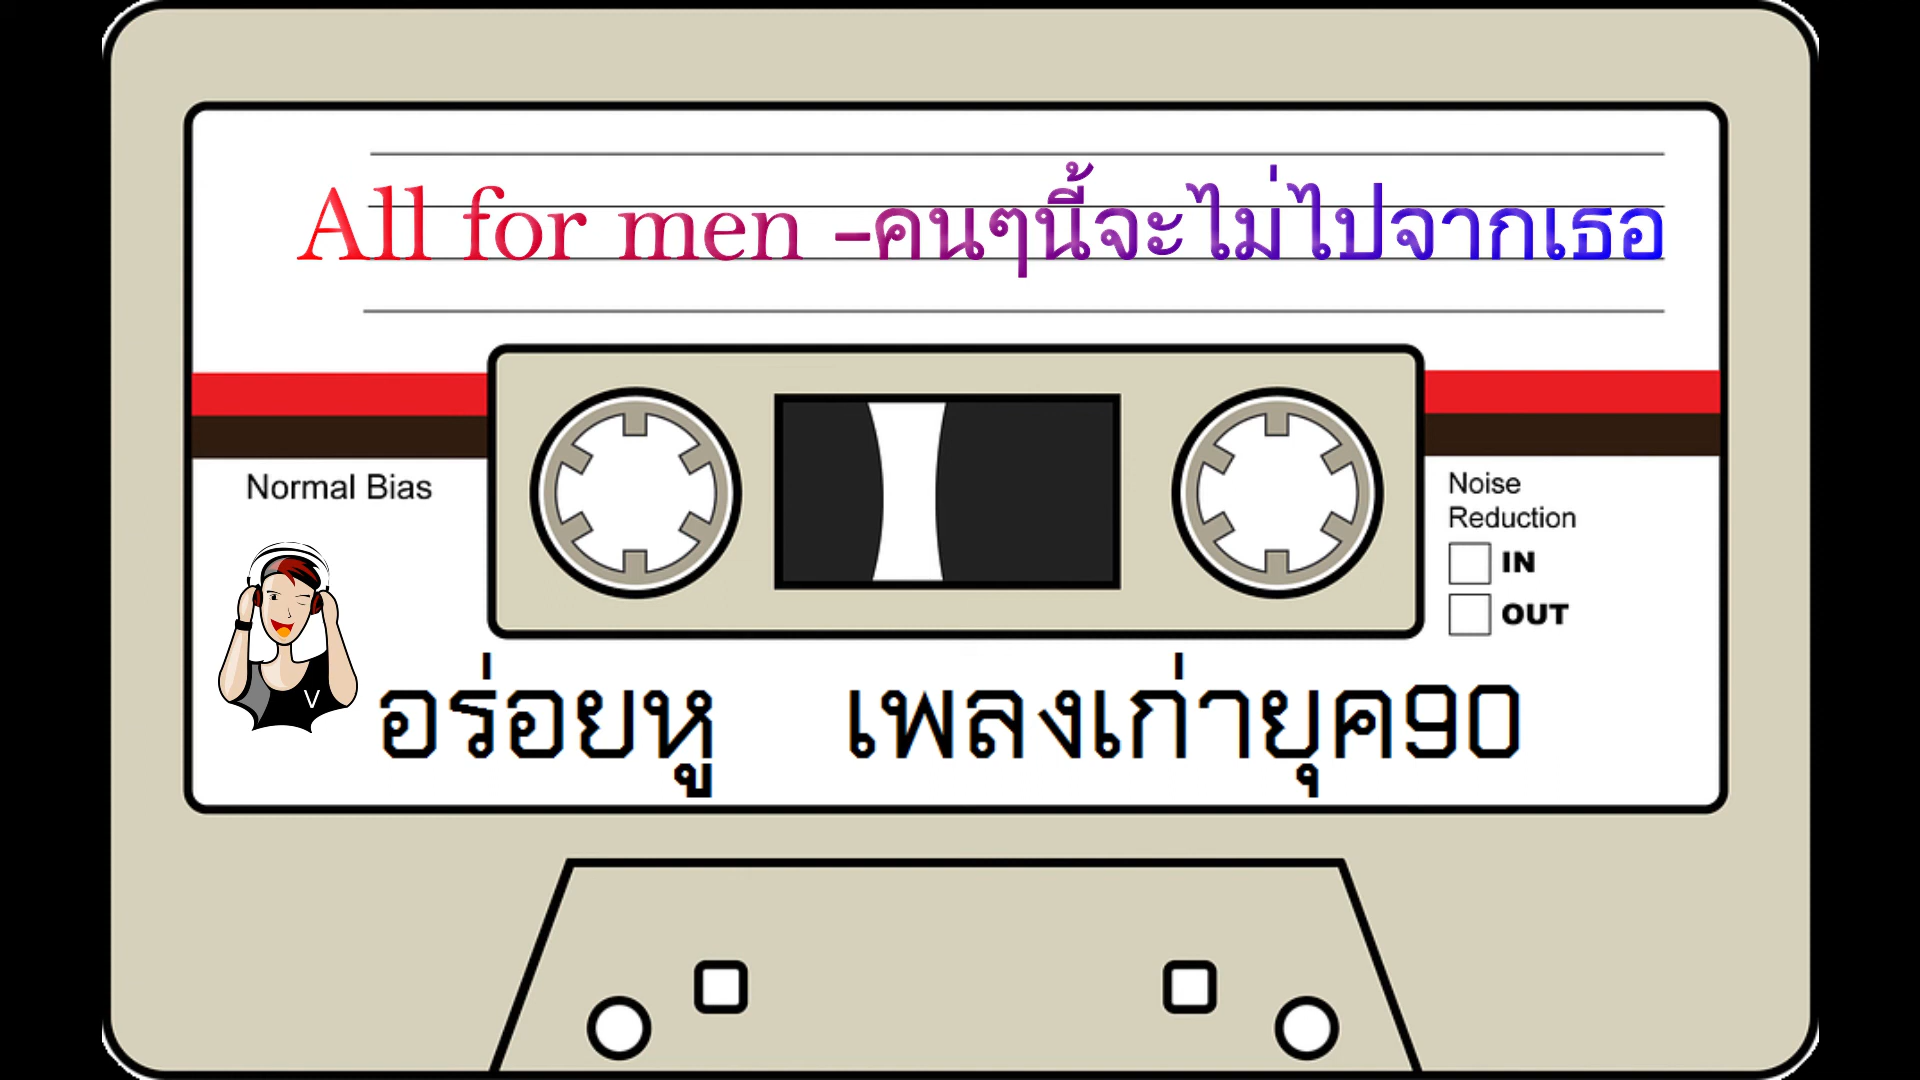 All for men -คนๆนี้จะไม่ไปจากเธอ
Normal Bias
Noise
Reduction
IN
OUT
V
อร่อยหู เพลงเก่ายุค90